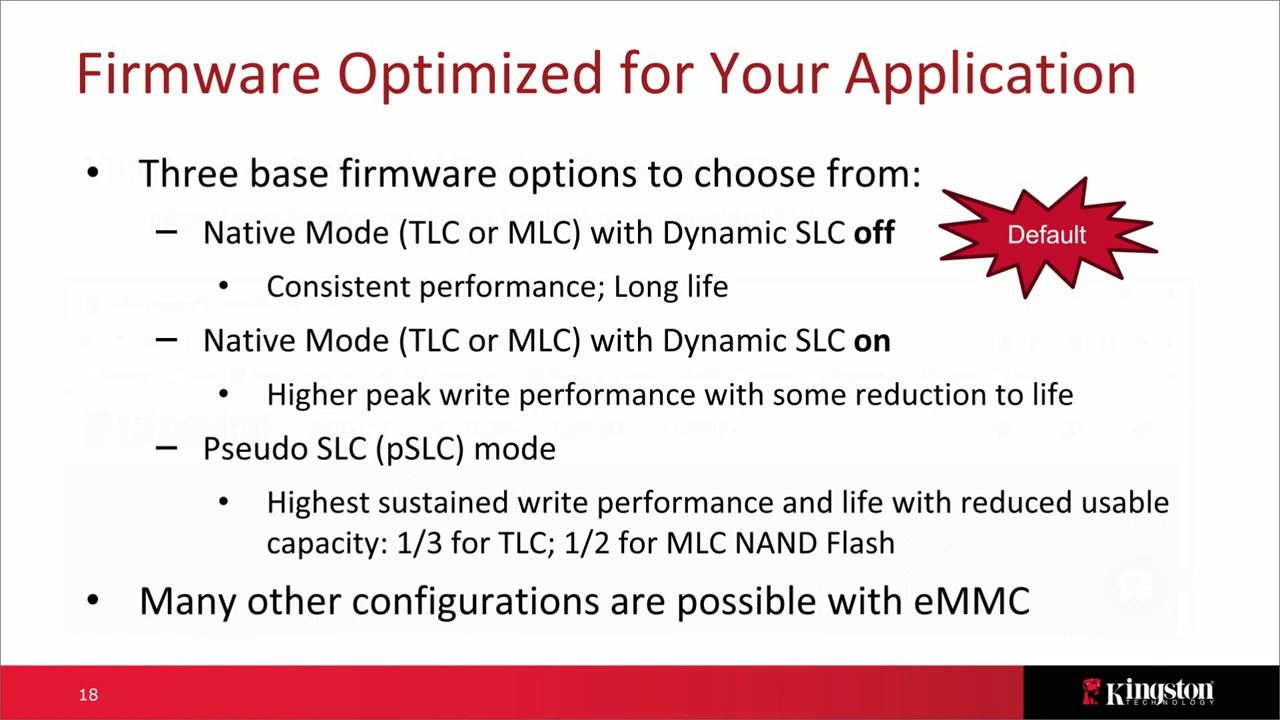 Firmware Optimized for Your Application
• Three base firmware options to choose from:
– Native Mode (TLC or MLC) with Dynamic SLC off
Default
• Consistent performance; Long life
– Native Mode (TLC or MLC) with Dynamic SLC on
• Higher peak write performance with some reduction to life
– Pseudo SLC (pSLC) mode
• Highest sustained write performance and life with reduced usable
capacity: 1/3 for TLC; 1/2 for MLC NAND Flash
• Many other configurations are possible with eMMC
18
Kingston
TECHNOLOGY